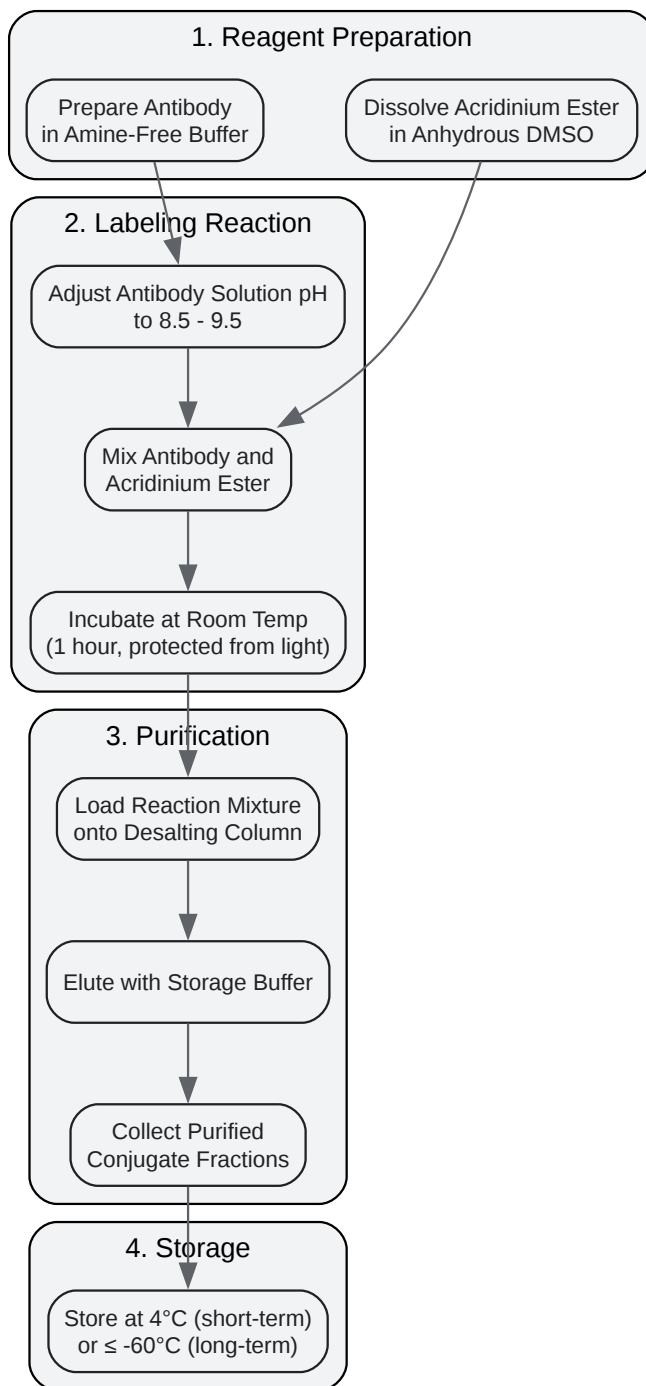 1. Reagent Preparation
Prepare Antibody
in Amine-Free Buffer
Dissolve Acridinium Ester
in Anhydrous DMSO
2. Labeling Reaction
Adjust Antibody Solution pH
to 8.5 - 9.5
Mix Antibody and
Acridinium Ester
Incubate at Room Temp
(1 hour, protected from light)
3. Purification
Load Reaction Mixture
onto Desalting Column
Elute with Storage Buffer
Collect Purified
Conjugate Fractions
4. Storage
Store at 4°C (short-term)
or ≤ -60°C (long-term)